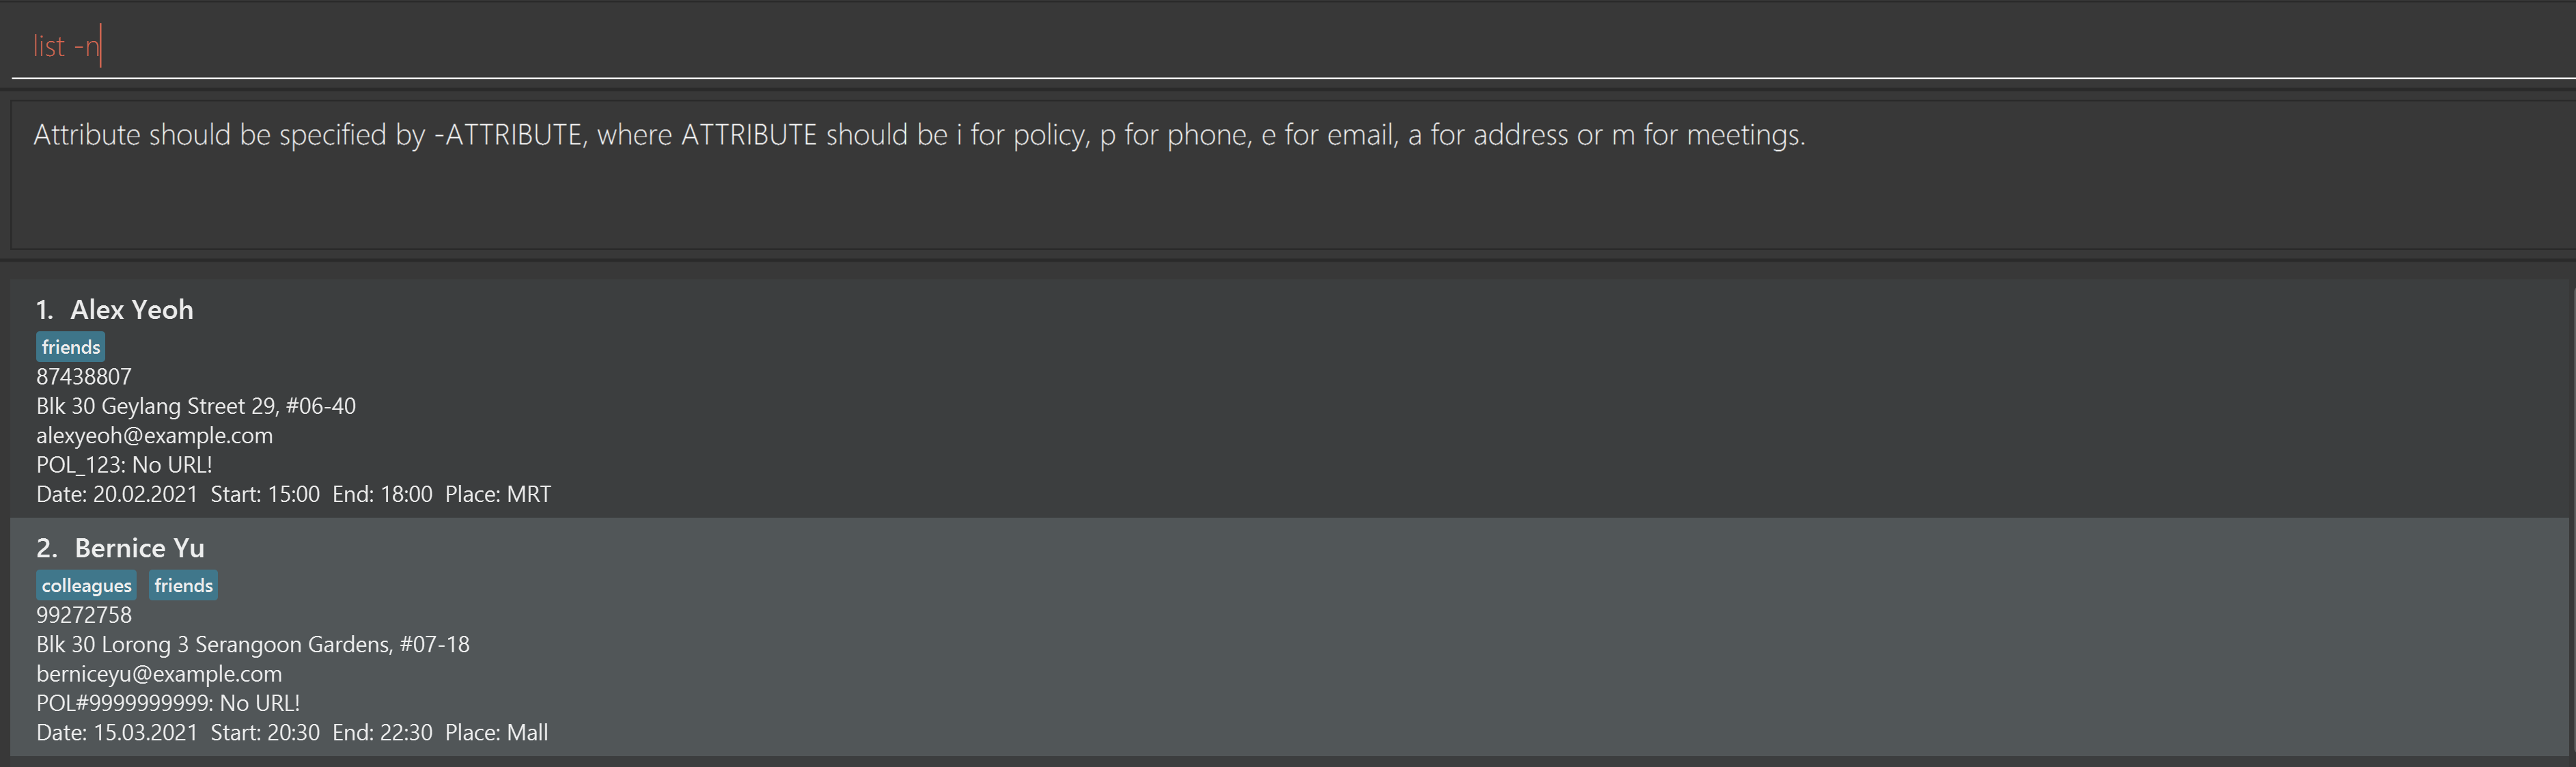 list -n
Attribute should be specified by -ATTRIBUTE, where ATTRIBUTE should be i for policy, p for phone, e for email, a for address or m for meetings.
1. Alex Yeoh
friends
87438807
Blk 30 Geylang Street 29, #06-40
alexyeoh@example.com
POL_123: No URL!
Date: 20.02.2021 Start: 15:00 End: 18:00 Place: MRT
2. Bernice Yu
colleagues friends
99272758
Blk 30 Lorong 3 Serangoon Gardens, #07-18
berniceyu@example.com
POL#9999999999: No URL!
Date: 15.03.2021 Start: 20:30 End: 22:30 Place: Mall